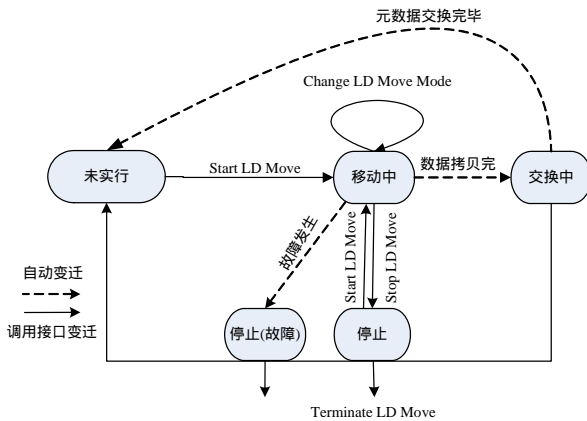 元数据交换完毕
Change LD Move Mode
未实行
Start LD Move
移动中
数据拷贝完
交换中
故障发生
Start LD Move
Stop LD Move
自动变迁
调用接口变迁
停止(故障)
停止
Terminate LD Move